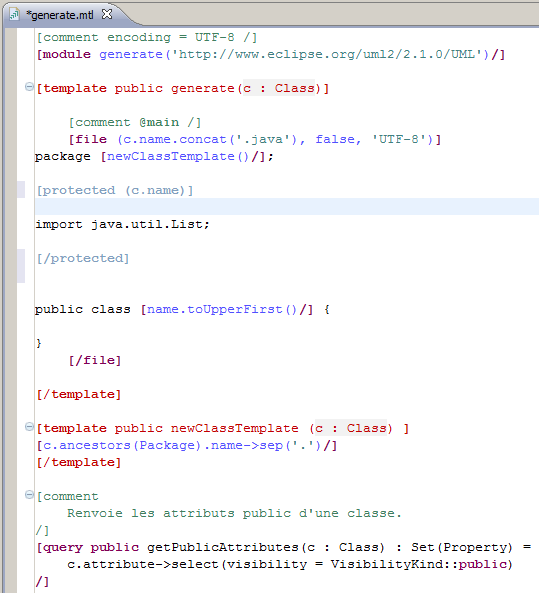 *generate.mtl
[comment encoding = UTF-8 /]
[module generate('http://www.eclipse.org/uml2/2.1.0/UML')/]
[template public generate(c : Class)]
[comment @main /]
[file (c.name.concat('.java'), false, 'UTF-8')]
package [newClassTemplate()/];
[protected (c.name)]
import java.util.List;
[/protected]
public class [name.toUpperFirst()/] {
}
[/file]
[/template]
[template public newClassTemplate (c : Class) ]
[c.ancestors(Package).name->sep('.')/]
[/template]
[comment
Renvoie les attributs public d'une classe.
/]
[query public getPublicAttributes(c : Class) : Set(Property) =
c.attribute->select(visibility = VisibilityKind::public)
/]